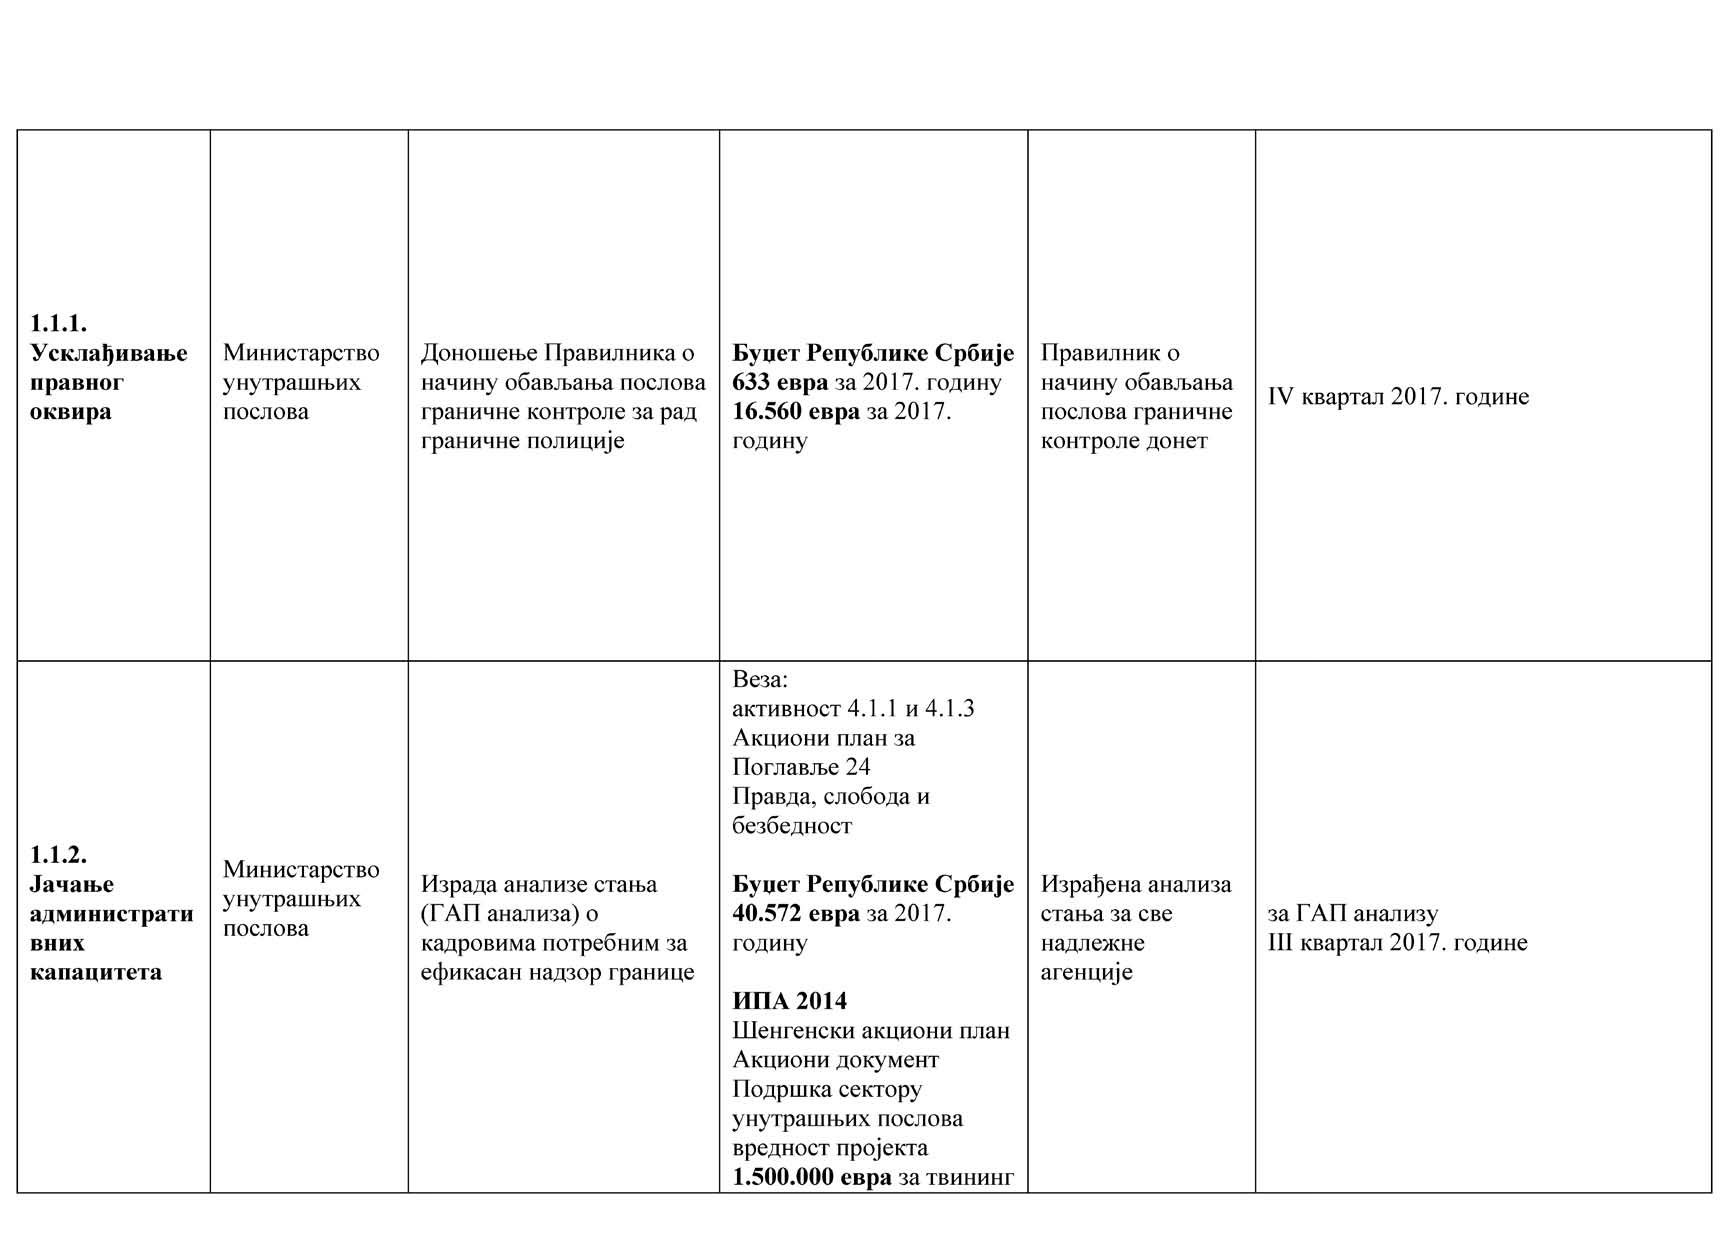 1.1.1.
Усклађивање
правног
оквира
Министарство
унутрашњих
послова
Доношење Правилника о
начину обављања послова
граничне контроле за рад
граничне полиције
Буџет Републике Србије
633 евра за 2017. годину
16.560 евра за 2017.
годину
Правилник о
начину обављања
послова граничне
контроле донет
IV квартал 2017. године
1.1.2.
Јачање
администрати
вних
капацитета
Министарство
унутрашњих
послова
Израда анализе стања
(ГАП анализа) о
кадровима потребним за
ефикасан надзор границе
Веза:
активност 4.1.1 и 4.1.3
Акциони план за
Поглавље 24
Правда, слобода и
безбедност
Буџет Републике Србије
40.572 евра за 2017.
годину
ИПА 2014
Шенгенски акциони план
Акциони документ
Подршка сектору
унутрашњих послова
вредност пројекта
1.500.000 евра за твининг
Израђена анализа
стања за све
надлежне
агенције
за ГАП анализу
III квартал 2017. године